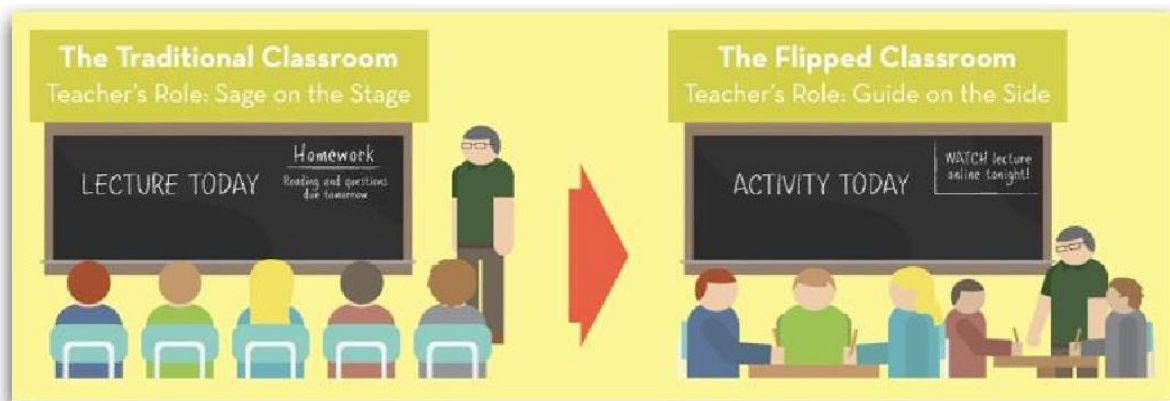 The Traditional Classroom
Teacher's Role: Sage on the Stage
LECTURE TODAY
Homework
Reading and questions
due tomorrow
The Flipped Classroom
Teacher's Role: Guide on the Side
ACTIVITY TODAY
WATCH lecture
online tonight!